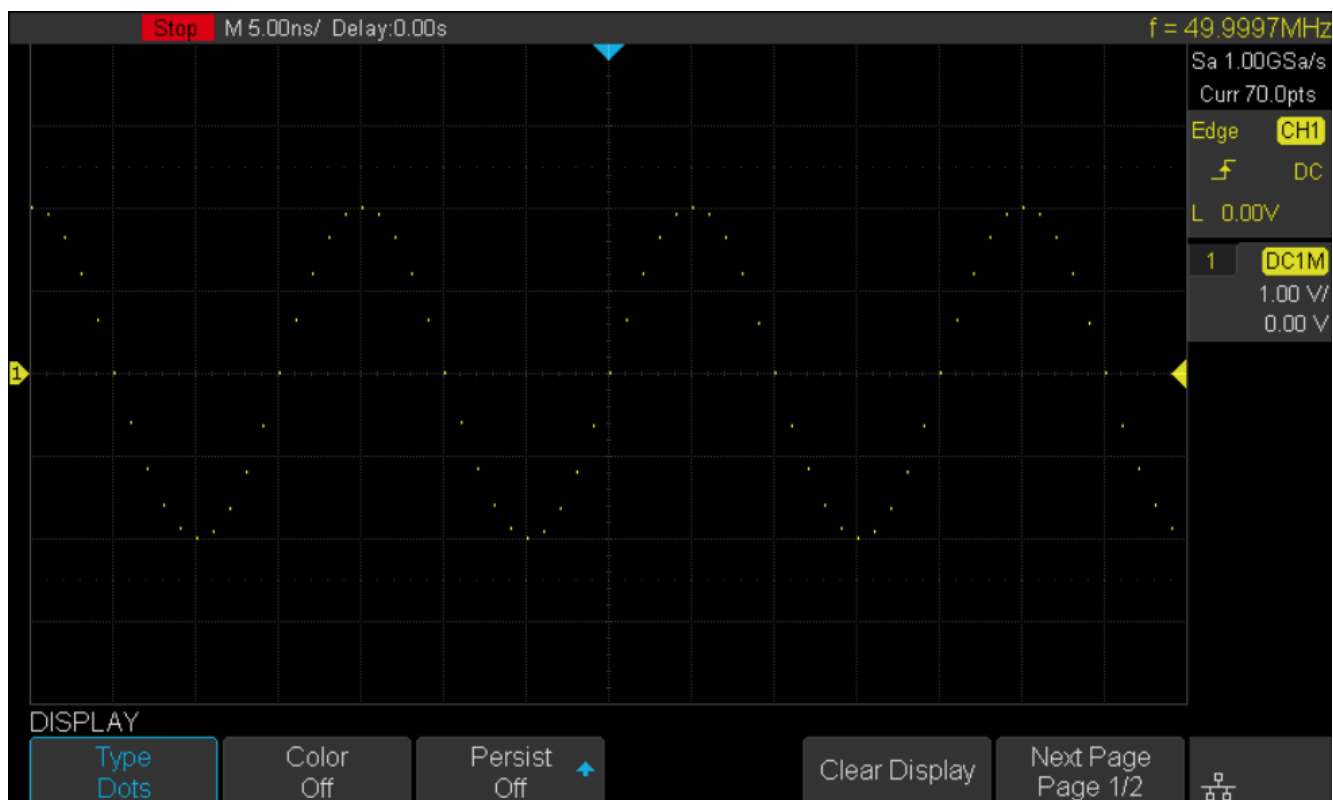 Stop M 5.00ns/ Delay:0.00s f = 49.9997MHz
Sa 1.00GSa/s
Curr 70.0pts
Edge CH1
DC
L 0.00V
1 DC1M
1.00 V/
0.00 V
1
DISPLAY
Type
Dots
Color
Off
Persist
Off
Clear Display
Next Page
Page 1/2